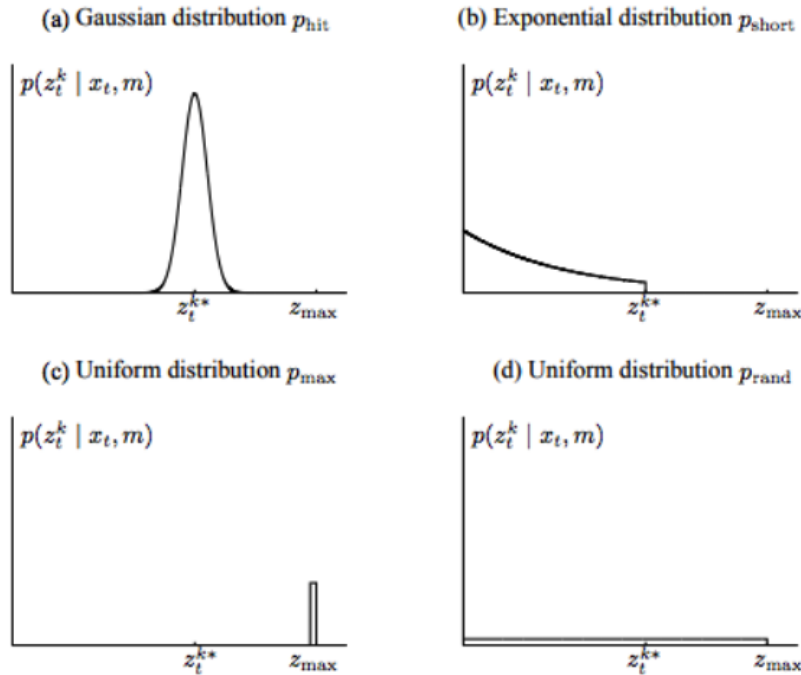 (a) Gaussian distribution p_hit
(b) Exponential distribution p_short
p(z_t^k | x_t, m)
p(z_t^k | x_t, m)
z_t^{k*} z_max
z_t^{k*} z_max
(c) Uniform distribution p_max
(d) Uniform distribution p_rand
p(z_t^k | x_t, m)
p(z_t^k | x_t, m)
z_t^{k*} z_max
z_t^{k*} z_max